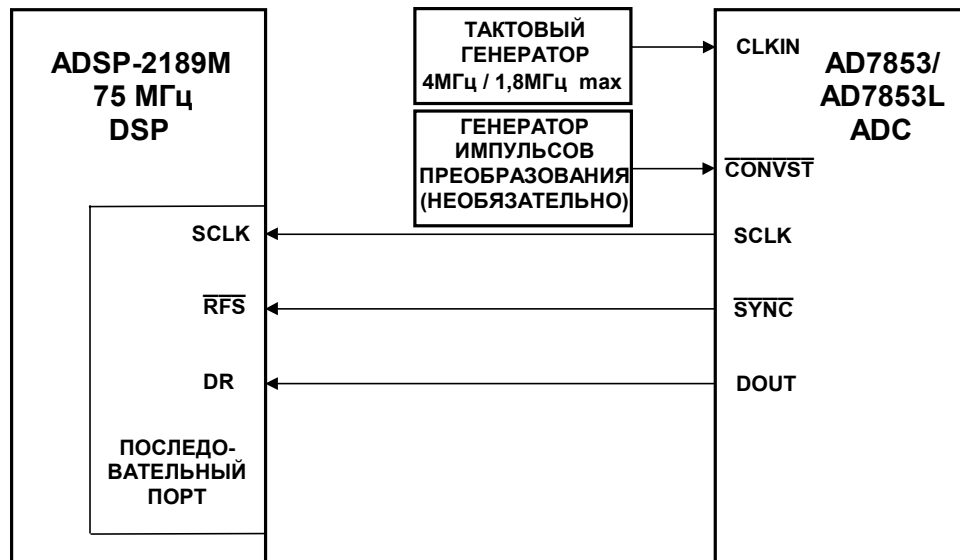 ADSP-2189M
75 МГц
DSP
ТАКТОВЫЙ
ГЕНЕРАТОР
4МГц / 1,8МГц max
CLKIN
AD7853/
AD7853L
ADC
ГЕНЕРАТОР
ИМПУЛЬСОВ
ПРЕОБРАЗОВАНИЯ
(НЕОБЯЗАТЕЛЬНО)
CONVST
SCLK
SCLK
RFS
SYNC
DR
DOUT
ПОСЛЕДО-
ВАТЕЛЬНЫЙ
ПОРТ